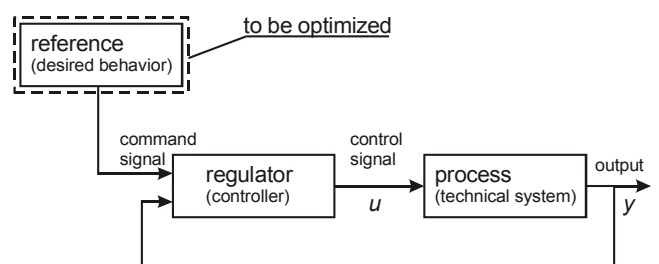 to be optimized
reference
(desired behavior)
command
signal
regulator
(controller)
control
signal
u
process
(technical system)
output
y